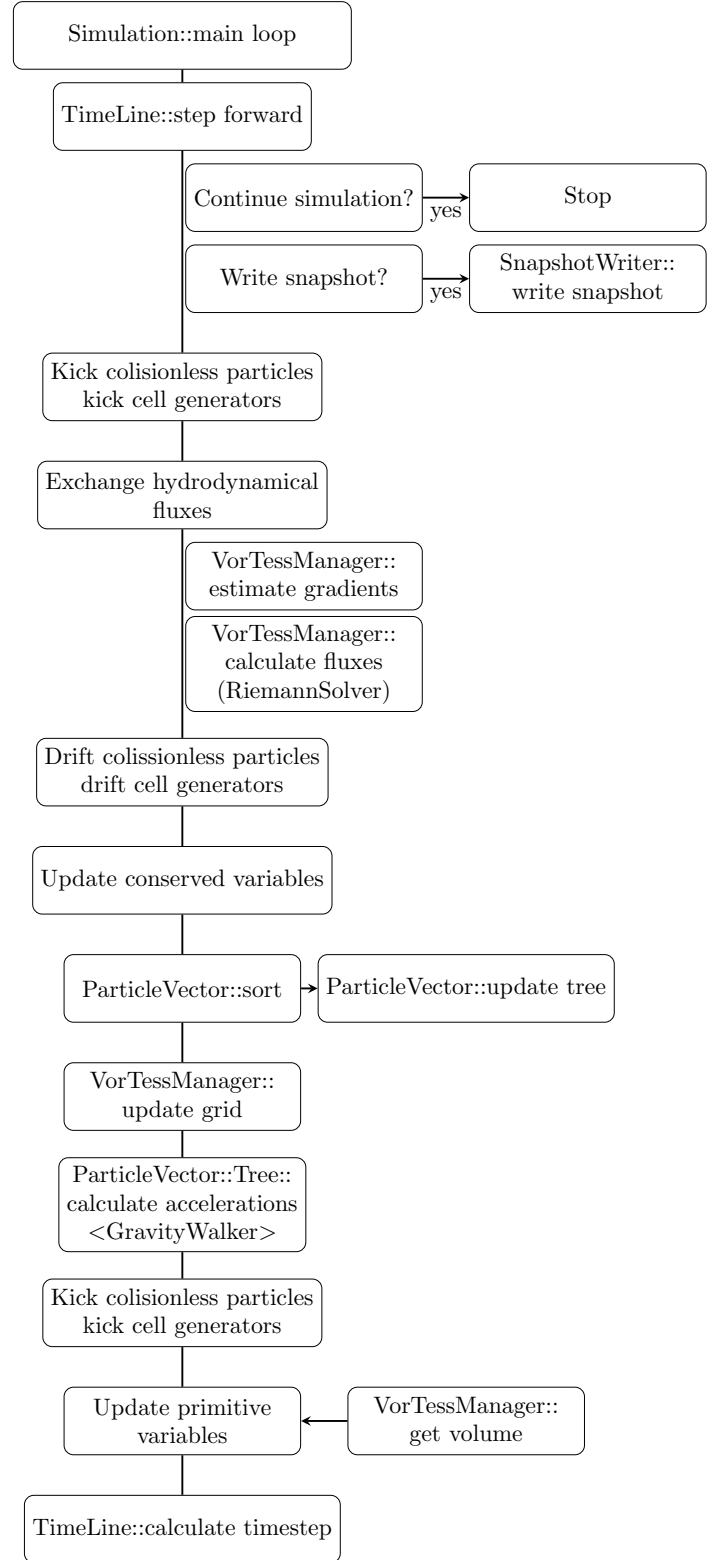 Simulation::main loop
TimeLine::step forward
Continue simulation?
yes
Stop
Write snapshot?
yes
SnapshotWriter::
write snapshot
Kick colisionless particles
kick cell generators
Exchange hydrodynamical
fluxes
VorTessManager::
estimate gradients
VorTessManager::
calculate fluxes
(RiemannSolver)
Drift colissionless particles
drift cell generators
Update conserved variables
ParticleVector::sort
ParticleVector::update tree
VorTessManager::
update grid
ParticleVector::Tree::
calculate accelerations
<GravityWalker>
Kick colisionless particles
kick cell generators
Update primitive
variables
VorTessManager::
get volume
TimeLine::calculate timestep